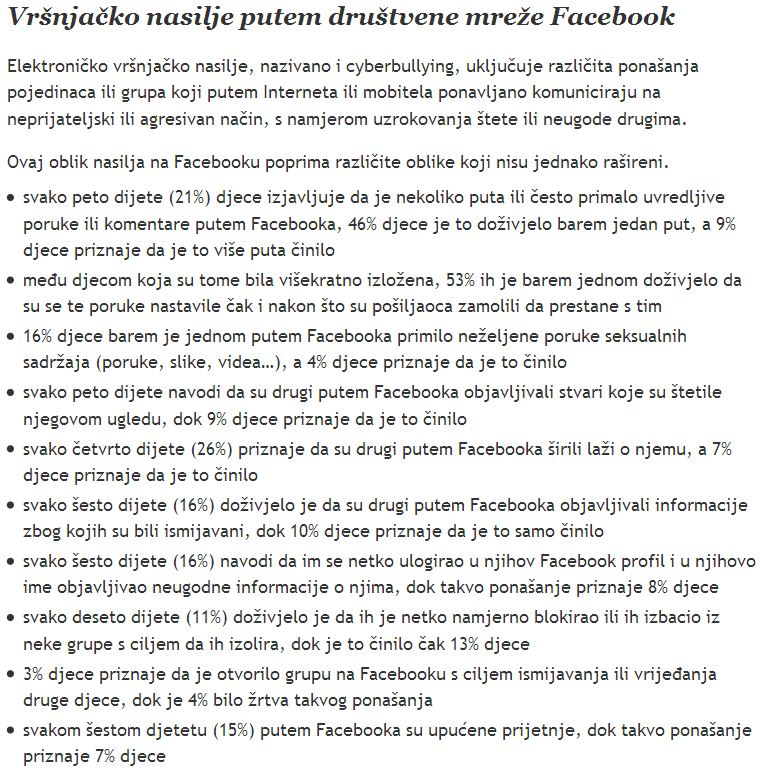 Vršnjačko nasilje putem društvene mreže Facebook
Elektroničko vršnjačko nasilje, nazivano i cyberbullying, uključuje različita ponašanja
pojedinaca ili grupa koji putem Interneta ili mobitela ponavljano komuniciraju na
neprijateljski ili agresivan način, s namjerom uzrokovanja štete ili neugode drugima.
Ovaj oblik nasilja na Facebooku poprima različite oblike koji nisu jednako rašireni.
• svako peto dijete (21%) djece izjavljuje da je nekoliko puta ili često primalo uvredljive
poruke ili komentare putem Facebooka, 46% djece je to doživjelo barem jedan put, a 9%
djece priznaje da je to više puta činilo
• među djecom koja su tome bila višekratno izložena, 53% ih je barem jednom doživjelo da
su se te poruke nastavile čak i nakon što su pošiljaoca zamolili da prestane s tim
• 16% djece barem je jednom putem Facebooka primilo neželjene poruke seksualnih
sadržaja (poruke, slike, videa…), a 4% djece priznaje da je to činilo
• svako peto dijete navodi da su drugi putem Facebooka objavljivali stvari koje su štetile
njegovom ugledu, dok 9% djece priznaje da je to činilo
• svako četvrto dijete (26%) priznaje da su drugi putem Facebooka širili laži o njemu, a 7%
djece priznaje da je to činilo
• svako šesto dijete (16%) doživjelo je da su drugi putem Facebooka objavljivali informacije
zbog kojih su bili ismijavani, dok 10% djece priznaje da je to samo činilo
• svako šesto dijete (16%) navodi da im se netko ulogirao u njihov Facebook profil i u njihovo
ime objavljivao neugodne informacije o njima, dok takvo ponašanje priznaje 8% djece
• svako deseto dijete (11%) doživjelo je da ih je netko namjerno blokirao ili ih izbacio iz
neke grupe s ciljem da ih izolira, dok je to činilo čak 13% djece
• 3% djece priznaje da je otvorilo grupu na Facebooku s ciljem ismijavanja ili vrijeđanja
druge djece, dok je 4% bilo žrtva takvog ponašanja
• svakom šestom djetetu (15%) putem Facebooka su upućene prijetnje, dok takvo ponašanje
priznaje 7% djece